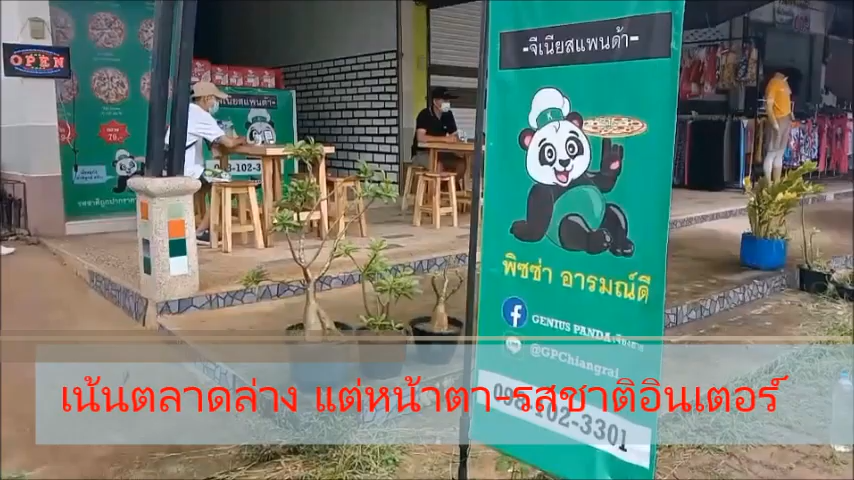 OPEN
-จีเนียสแพนด้า-
K
พิซซ่า อารมณ์ดี
f GENIUS PANDA
@GPChiangrai
เน้นตลาดล่าง แต่หน้าตา-รสชาติอินเตอร์